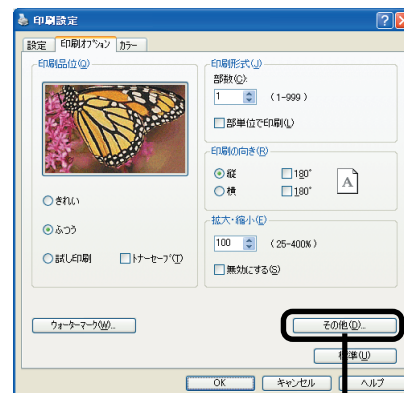 印刷設定
設定 印刷オプション カラー
印刷品位(Q)
きれい
ふつう
試し印刷 トナーセーブ(T)
印刷形式(J)
部数(C):
1 (1-999)
部単位で印刷(L)
印刷の向き(R)
縦 180°
横 180°
A
拡大・縮小(E)
100 (25-400%)
無効にする(S)
ウォーターマーク(W)...
その他(D)...
標準(U)
OK キャンセル ヘルプ